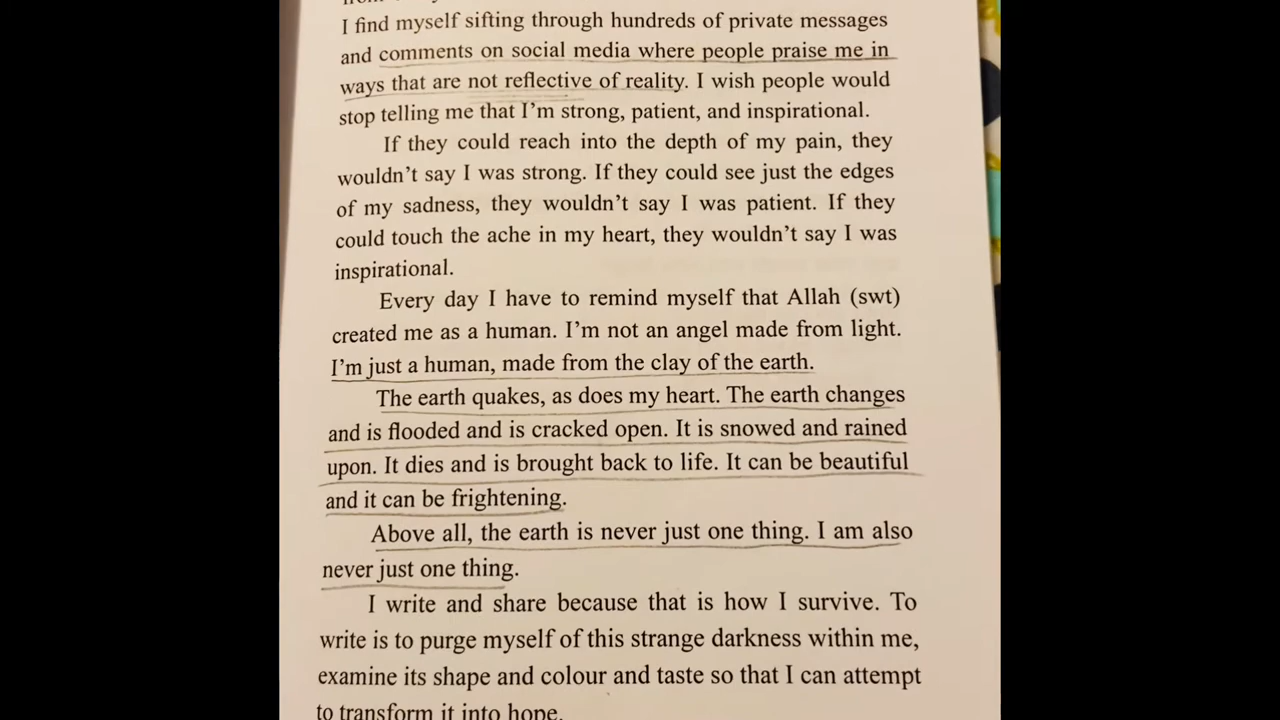 I find myself sifting through hundreds of private messages
and comments on social media where people praise me in
ways that are not reflective of reality. I wish people would
stop telling me that I'm strong, patient, and inspirational.
If they could reach into the depth of my pain, they
wouldn't say I was strong. If they could see just the edges
of my sadness, they wouldn't say I was patient. If they
could touch the ache in my heart, they wouldn't say I was
inspirational.
Every day I have to remind myself that Allah (swt)
created me as a human. I'm not an angel made from light.
I'm just a human, made from the clay of the earth.
The earth quakes, as does my heart. The earth changes
and is flooded and is cracked open. It is snowed and rained
upon. It dies and is brought back to life. It can be beautiful
and it can be frightening.
Above all, the earth is never just one thing. I am also
never just one thing.
I write and share because that is how I survive. To
write is to purge myself of this strange darkness within me,
examine its shape and colour and taste so that I can attempt
to transform it into hope.